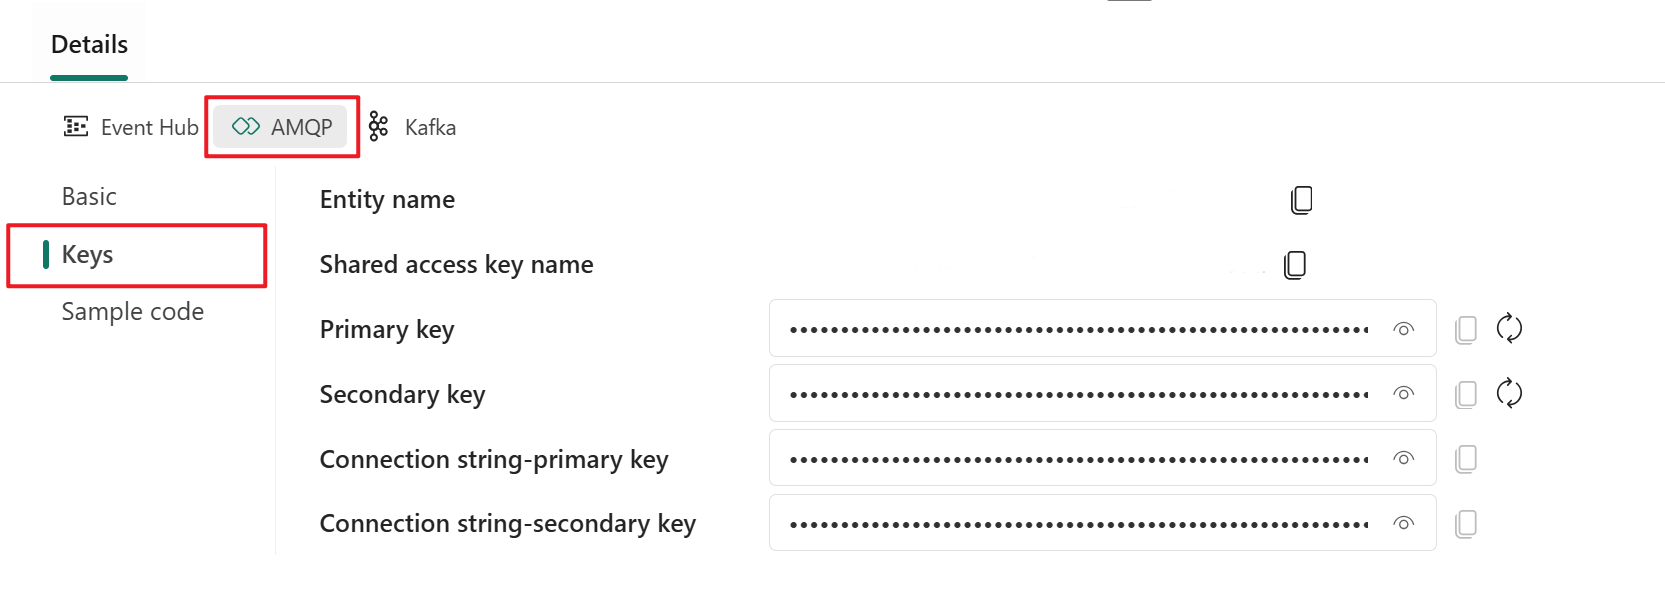 Details
Event Hub AMQP Kafka
Basic
Keys
Sample code
Entity name
Shared access key name
Primary key ••••••••••••••••••••••••••••••••••••••••••••••••••••••••
Secondary key ••••••••••••••••••••••••••••••••••••••••••••••••••••••••
Connection string-primary key ••••••••••••••••••••••••••••••••••••••••••••••••••••••••
Connection string-secondary key ••••••••••••••••••••••••••••••••••••••••••••••••••••••••